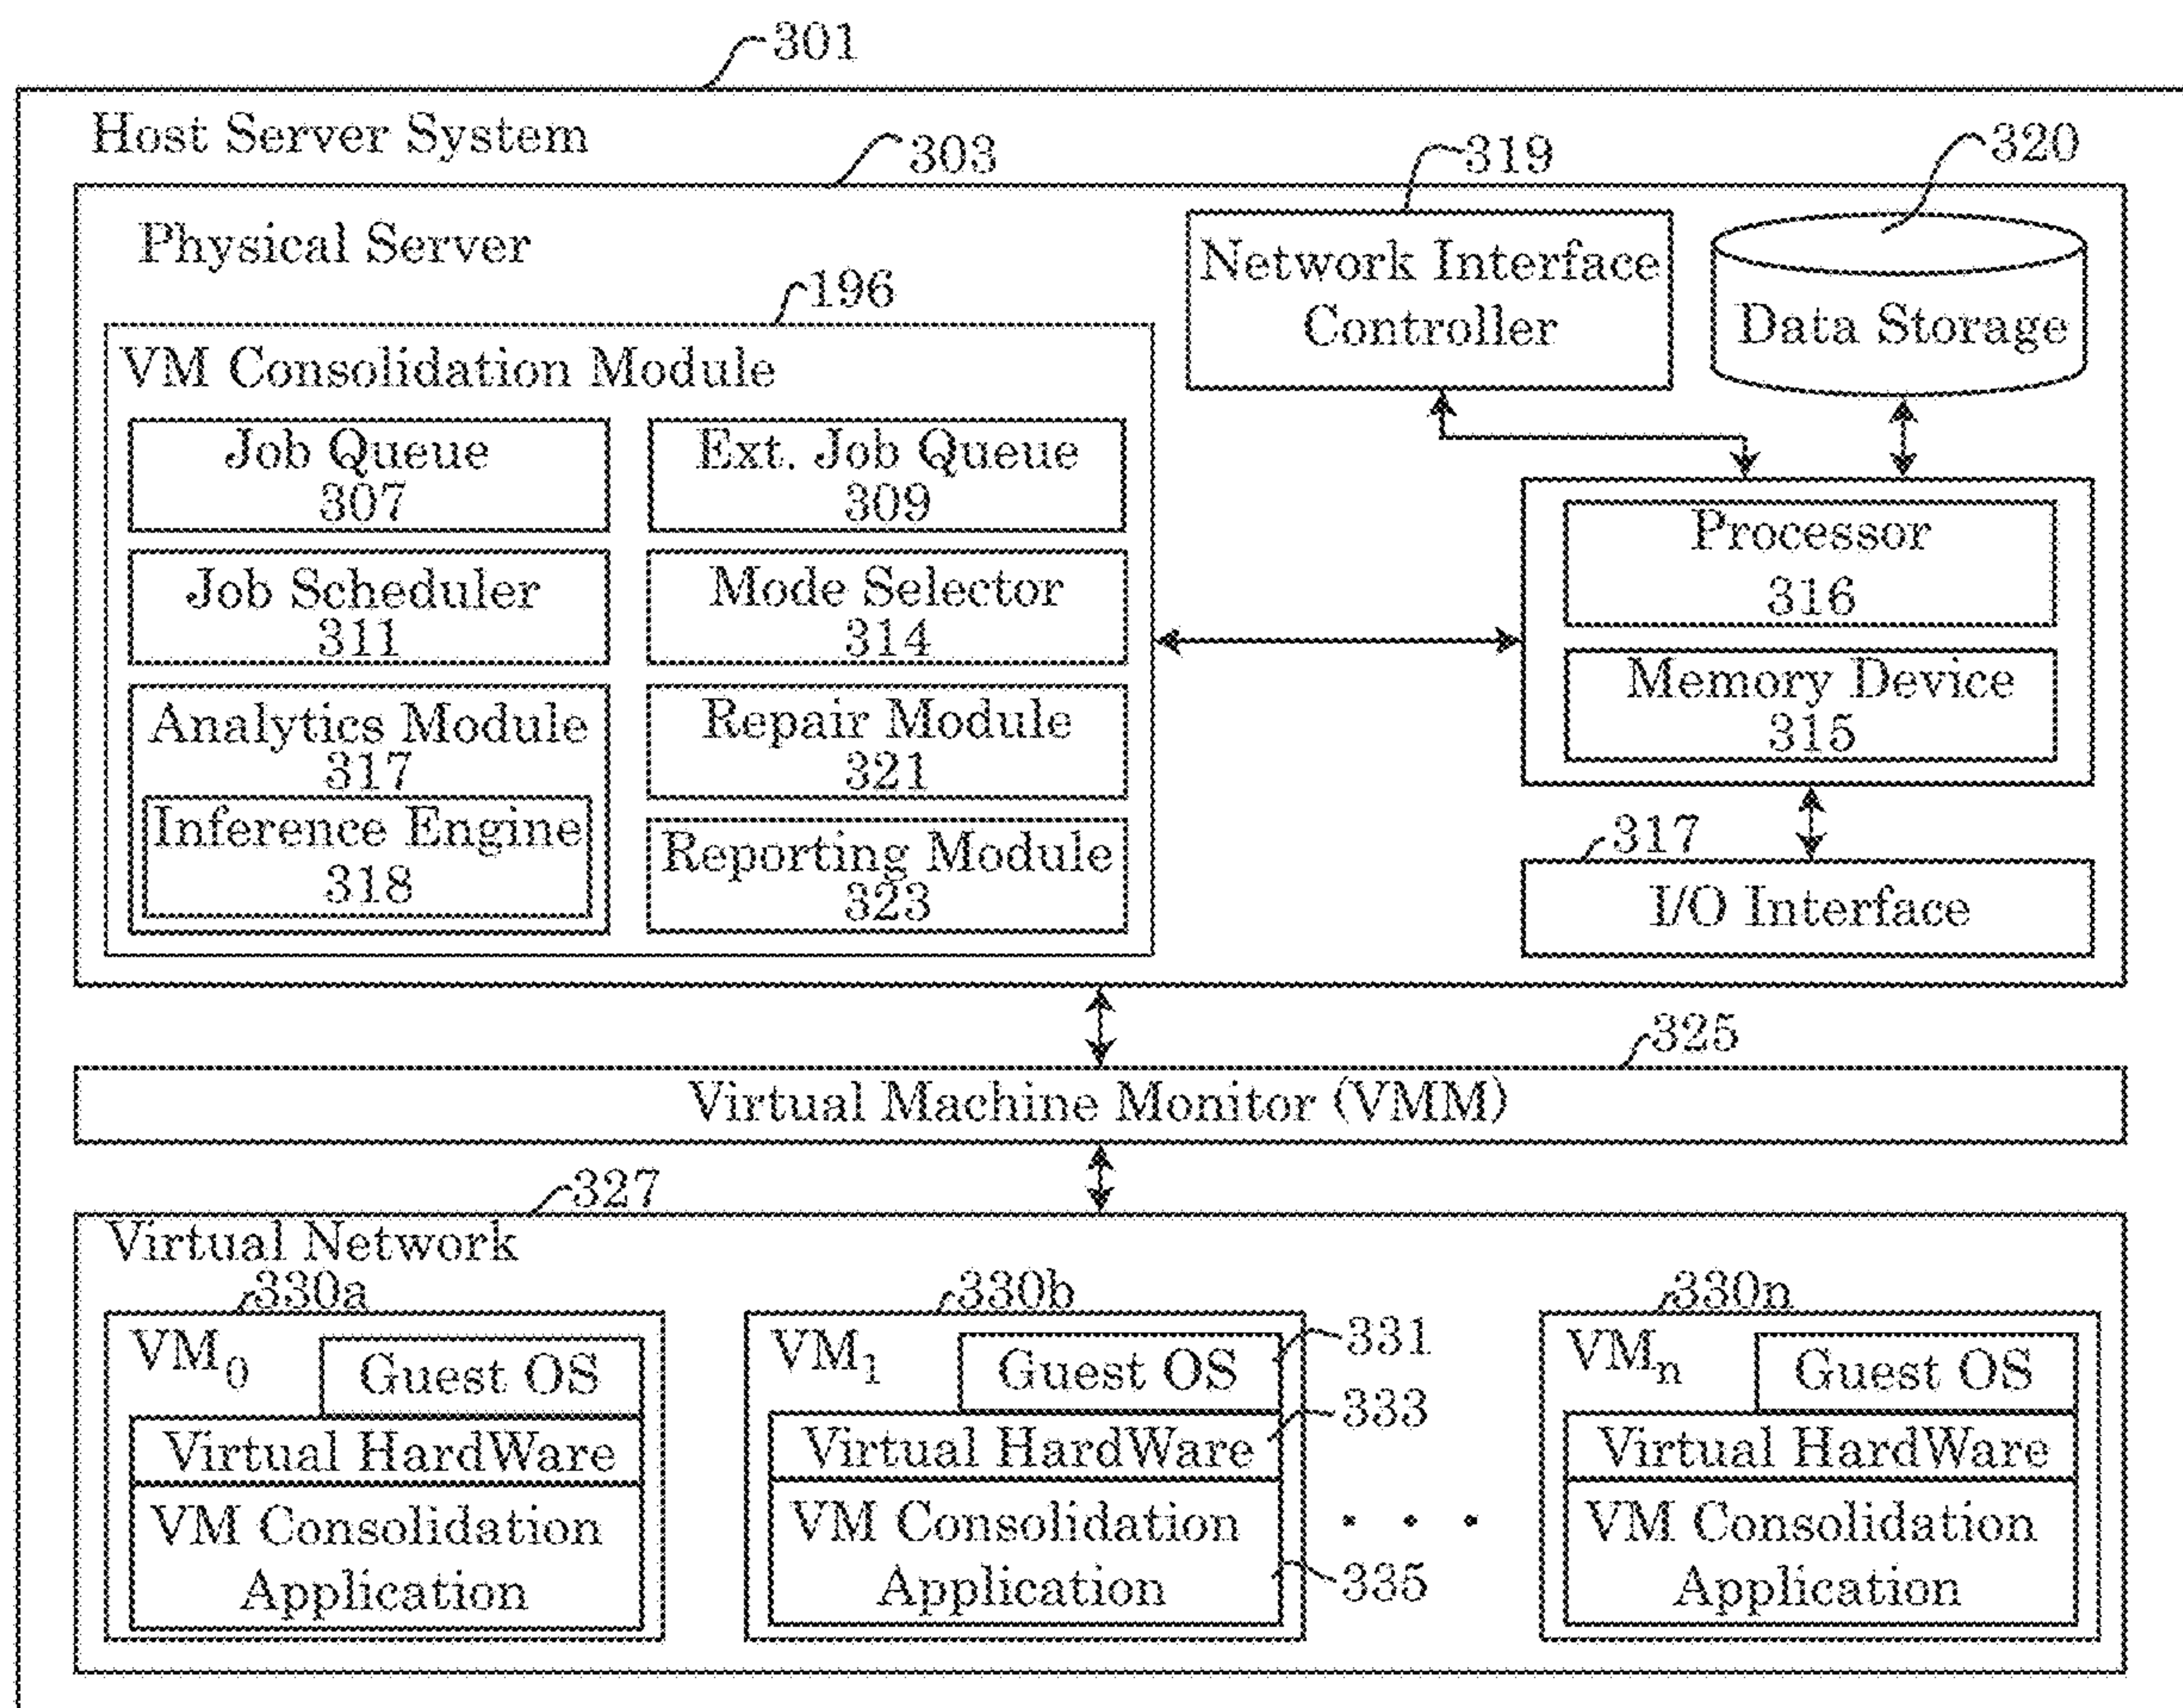 301
Host Server System
303
319
320
Physical Server
Network Interface
Controller
Data Storage
196
VM Consolidation Module
Job Queue
307
Ext. Job Queue
309
Job Scheduler
311
Mode Selector
314
Analytics Module
317
Inference Engine
318
Repair Module
321
Reporting Module
323
Processor
316
Memory Device
315
317
I/O Interface
325
Virtual Machine Monitor (VMM)
327
Virtual Network
330a
VM0
Guest OS
Virtual HardWare
VM Consolidation
Application
330b
VM1
Guest OS
331
Virtual HardWare
333
VM Consolidation
Application
335
. . .
330n
VMn
Guest OS
Virtual HardWare
VM Consolidation
Application